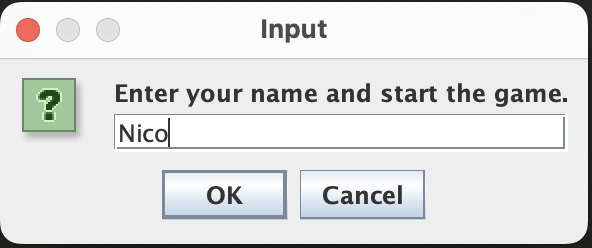 Input
?
Enter your name and start the game.
Nico
OK
Cancel